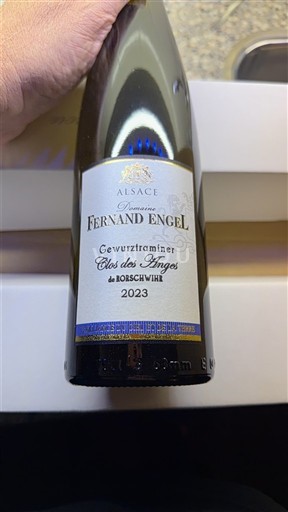 ALSACE
Domaine
FERNAND ENGEL
Gewurztraminer
Clos des Anges
de RORSCHWIHR
2023